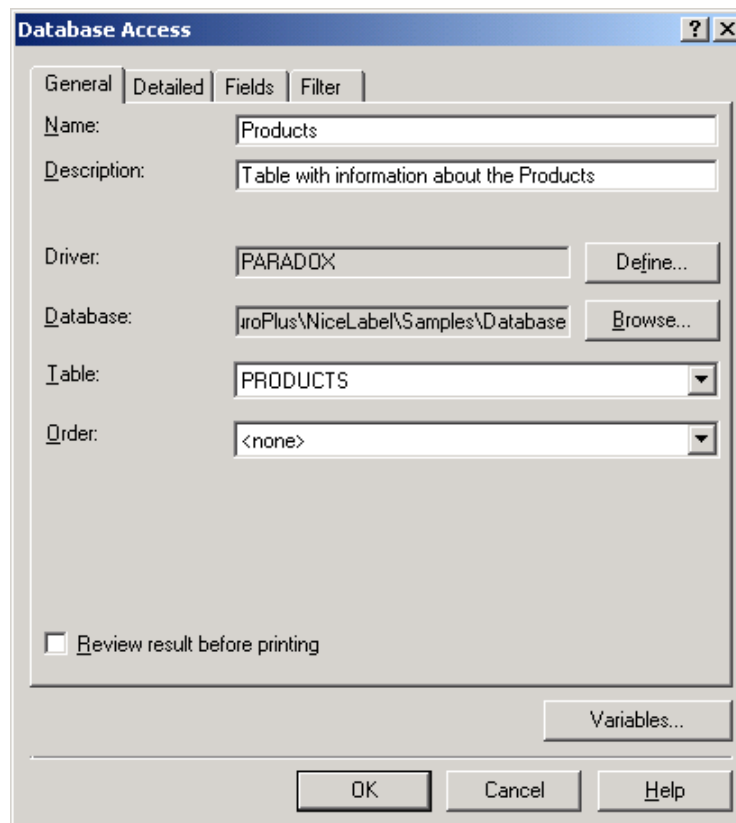 Database Access
General Detailed Fields Filter
Name: Products
Description: Table with information about the Products
Driver: PARADOX Define...
Database: uroPlus\NiceLabel\Samples\Database Browse...
Table: PRODUCTS
Order: <none>
Review result before printing
Variables...
OK Cancel Help